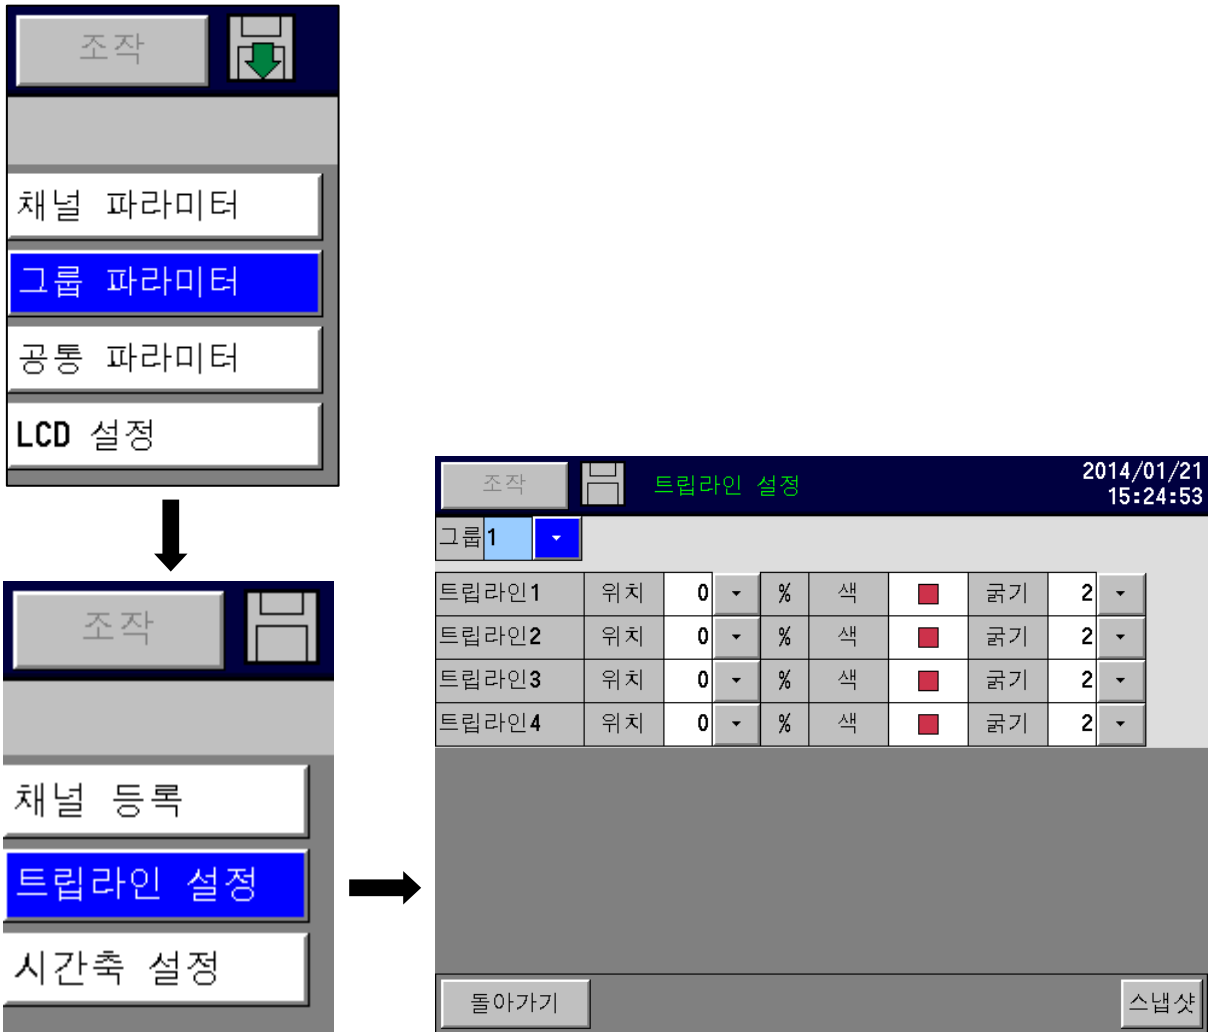 조작
채널 파라미터
그룹 파라미터
공통 파라미터
LCD 설정
조작
채널 등록
트립라인 설정
시간축 설정
조작 트립라인 설정 2014/01/21
15:24:53
그룹 1
트립라인1 위치 0 % 색 굵기 2
트립라인2 위치 0 % 색 굵기 2
트립라인3 위치 0 % 색 굵기 2
트립라인4 위치 0 % 색 굵기 2
돌아가기 스냅샷